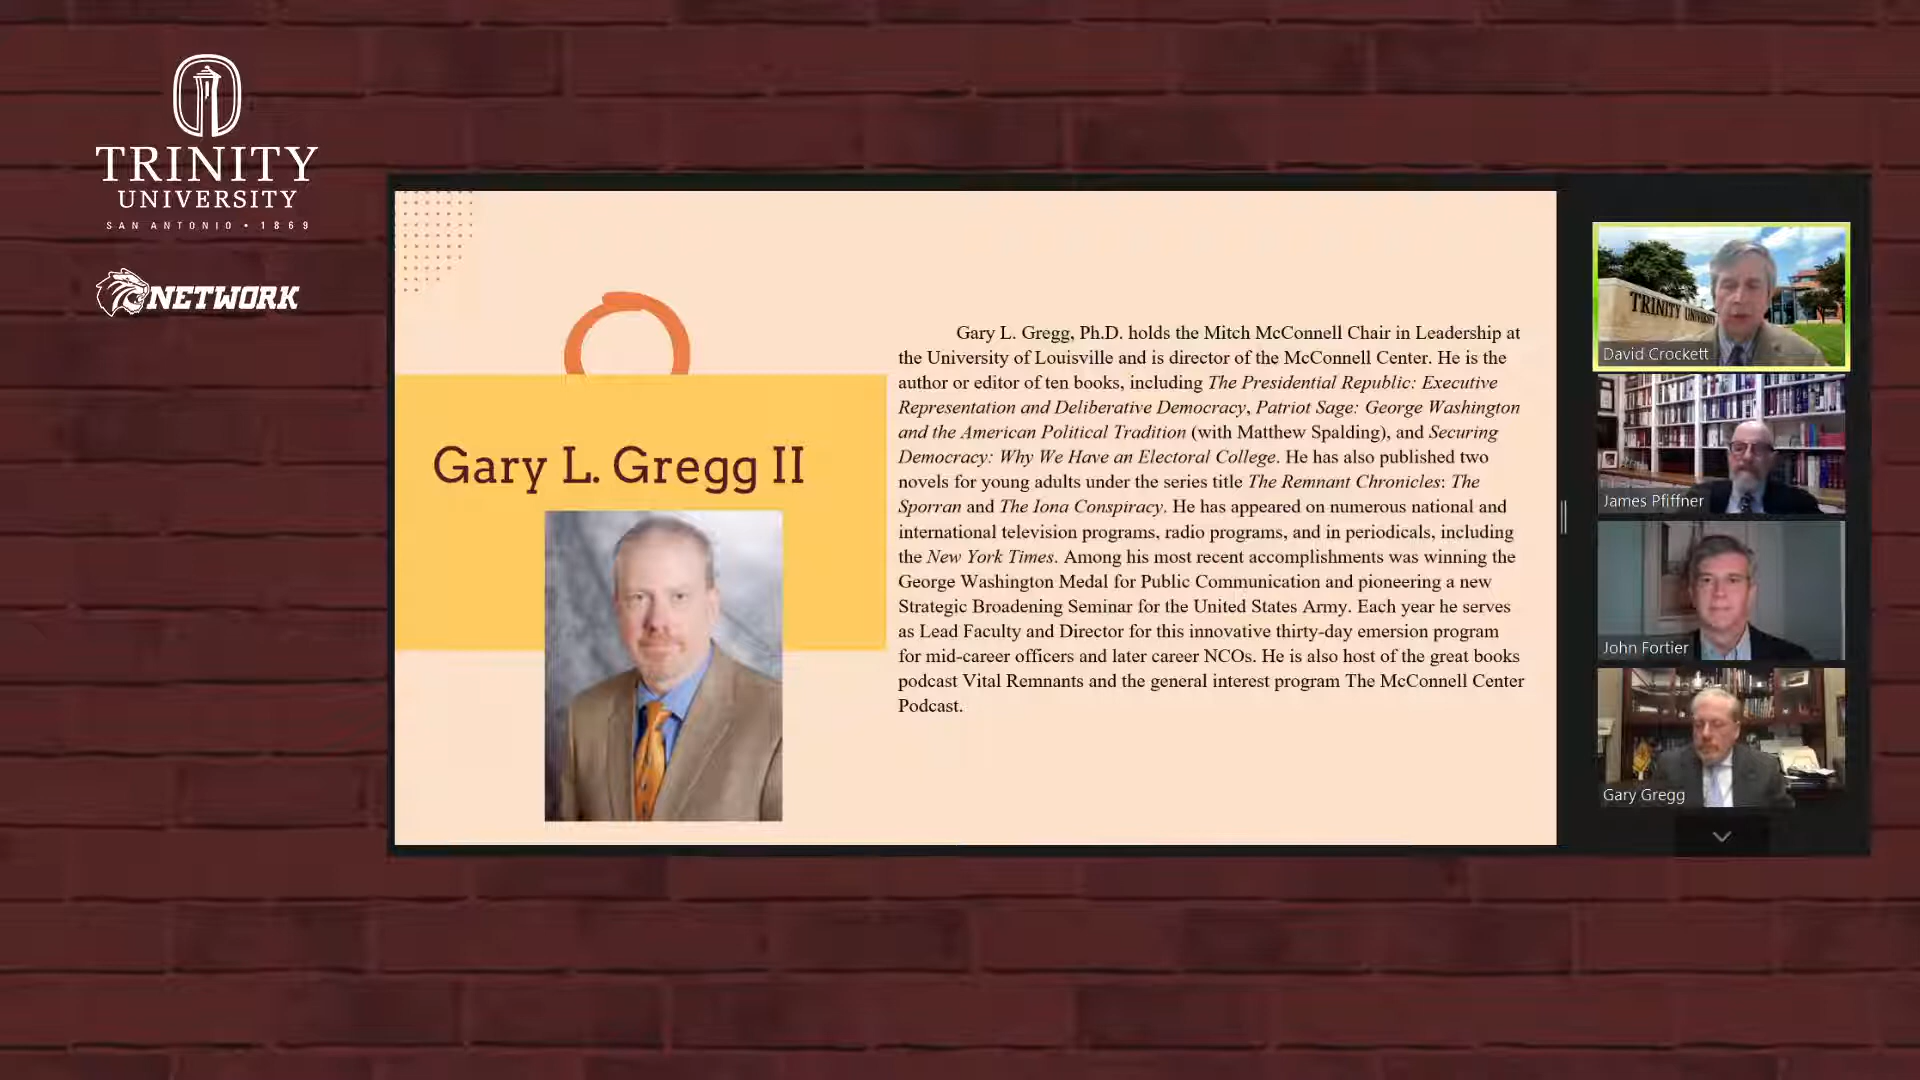 TRINITY
UNIVERSITY
SAN ANTONIO • 1869
NETWORK
Gary L. Gregg II
Gary L. Gregg, Ph.D. holds the Mitch McConnell Chair in Leadership at
the University of Louisville and is director of the McConnell Center. He is the
author or editor of ten books, including The Presidential Republic: Executive
Representation and Deliberative Democracy, Patriot Sage: George Washington
and the American Political Tradition (with Matthew Spalding), and Securing
Democracy: Why We Have an Electoral College. He has also published two
novels for young adults under the series title The Remnant Chronicles: The
Sporran and The Iona Conspiracy. He has appeared on numerous national and
international television programs, radio programs, and in periodicals, including
the New York Times. Among his most recent accomplishments was winning the
George Washington Medal for Public Communication and pioneering a new
Strategic Broadening Seminar for the United States Army. Each year he serves
as Lead Faculty and Director for this innovative thirty-day emersion program
for mid-career officers and later career NCOs. He is also host of the great books
podcast Vital Remnants and the general interest program The McConnell Center
Podcast.
TRINITY UNIVERSITY
David Crockett
James Pfiffner
John Fortier
Gary Gregg